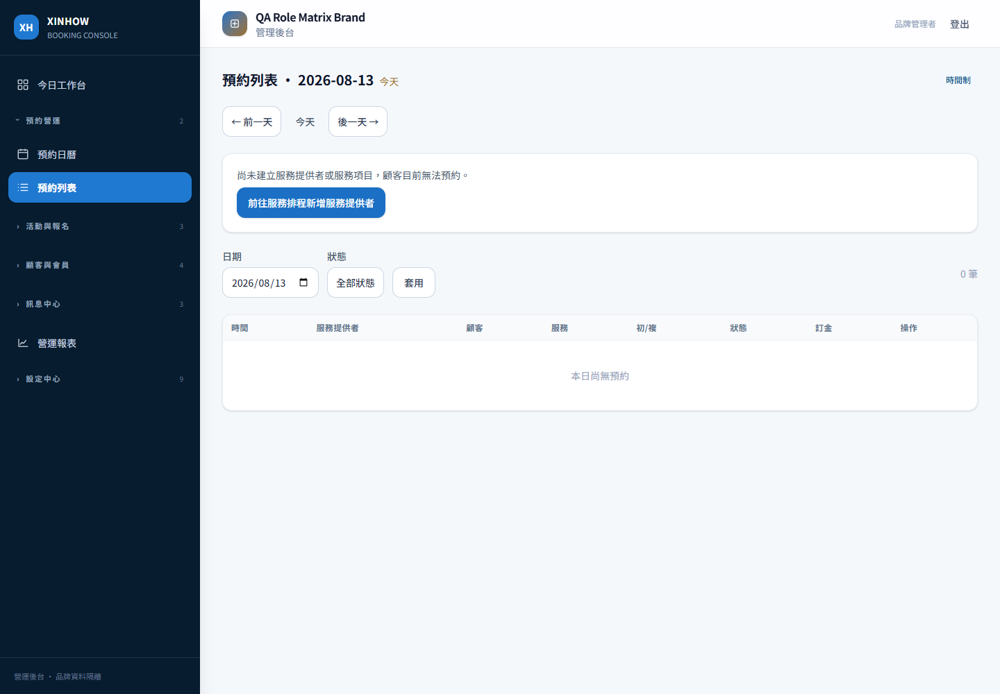 XH
XINHOW
BOOKING CONSOLE
今日工作台
預約營運 2
預約日曆
預約列表
活動與報名 3
顧客與會員 4
訊息中心 3
營運報表
設定中心 9
營運後台 · 品牌資料隔離
QA Role Matrix Brand
管理後台
品牌管理者 登出
預約列表 · 2026-08-13 今天
時間制
← 前一天 今天 後一天 →
尚未建立服務提供者或服務項目，顧客目前無法預約。
前往服務排程新增服務提供者
日期 狀態
2026/08/13 全部狀態 套用
0 筆
時間 服務提供者 顧客 服務 初/複 狀態 訂金 操作
本日尚無預約